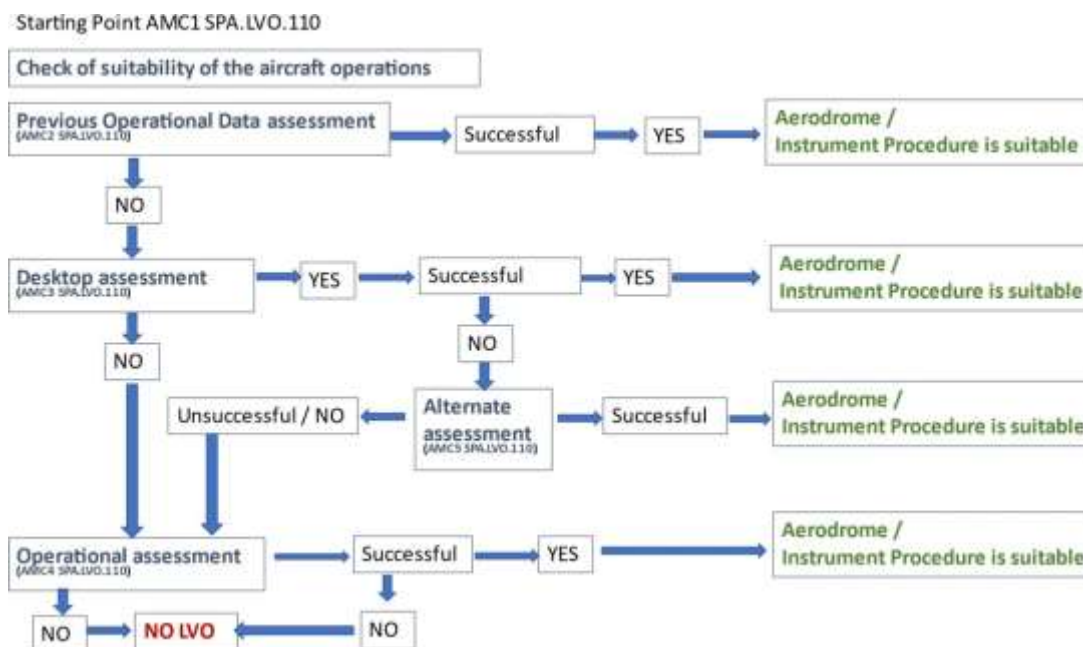 Starting Point AMC1 SPA.LVO.110
Check of suitability of the aircraft operations
Previous Operational Data assessment
(AMC2 SPA.LVO.110)
Successful
YES
Aerodrome /
Instrument Procedure is suitable
NO
Desktop assessment
(AMC3 SPA.LVO.110)
YES
Successful
YES
Aerodrome /
Instrument Procedure is suitable
NO
NO
Unsuccessful / NO
Alternate
assessment
(AMC5 SPA.LVO.110)
Successful
Aerodrome /
Instrument Procedure is suitable
Operational assessment
(AMC4 SPA.LVO.110)
Successful
YES
Aerodrome /
Instrument Procedure is suitable
NO
NO LVO
NO